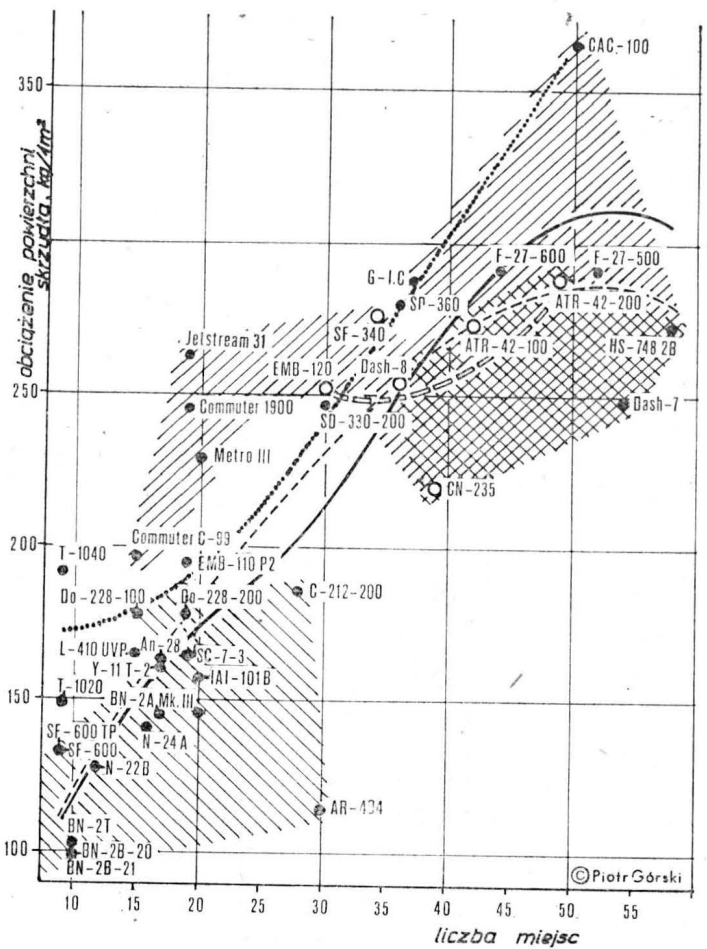 CAC-100
350
obciążenie powierzchni
skrzydła, kg/1m²
300
F-27-600 F-27-500
G-I.C
SD-360
ATR-42-200
SF-340
Jetstream 31
ATR-42-100 HS-748 2B
EMB-120 Dash-8
250
Commuter 1900 SD-330-200 Dash-7
Metro III
CN-235
Commuter C-99
200
T-1040 EMB-110 P2
Do-228-100 Do-228-200 C-212-200
L-410 UVP An-28 SC-7-3
Y-11 T-2 IAI-101B
T-1020
150
BN-2A Mk.III
SF-600 TP
SF-600 N-24A
N-22B
AR-404
BN-2T
100
BN-2B-20
BN-2B-21
© Piotr Górski
10 15 20 25 30 35 40 45 50 55
liczba miejsc